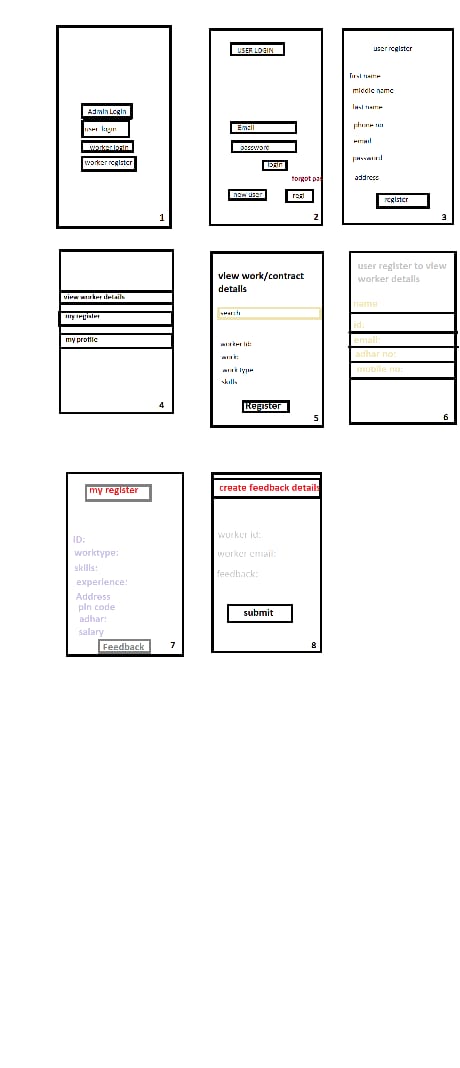 Admin Login
user login
worker login
worker register
1
USER LOGIN
Email
password
login
forgot pas
new user
regi
2
user register
first name
middle name
last name
phone no
email
password
address
register
3
view worker details
my register
my profile
4
view work/contract
details
search
worker Id:
work:
work type
skills
Register
5
user register to view
worker details
name
id:
email:
adhar no:
mobile no:
6
my register
ID:
worktype:
skills:
experience:
Address
pin code
adhar:
salary
Feedback
7
create feedback details
worker id:
worker email:
feedback:
submit
8